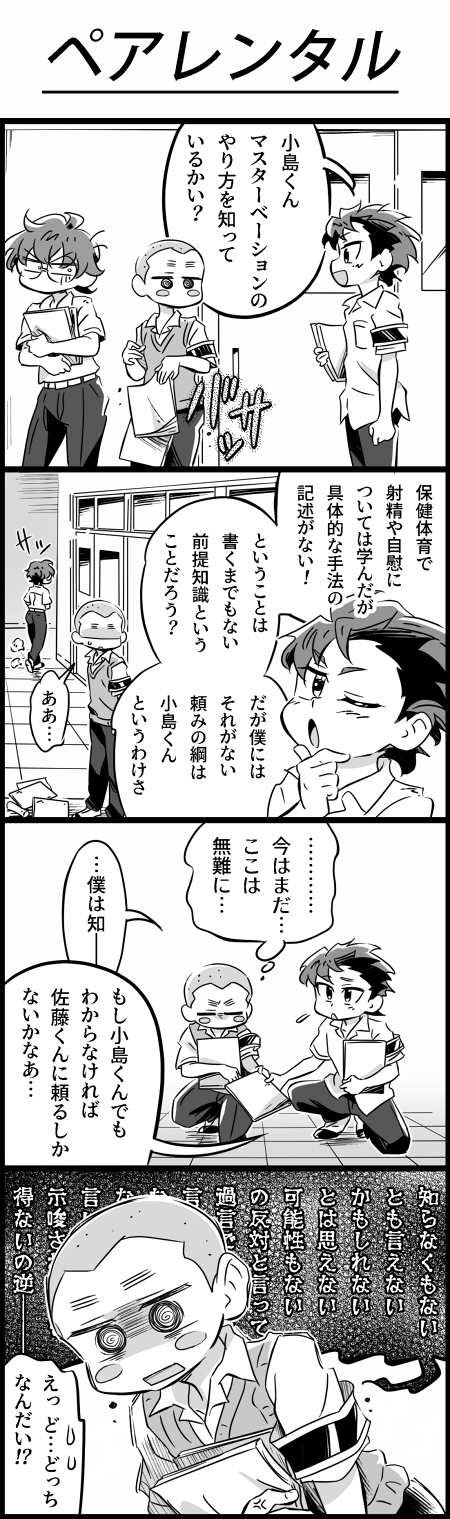 ペアレンタル
小島くん
マスターベーションの
やり方を知って
いるかい？
バサッ
保健体育で
射精や自慰に
ついては学んだが
具体的な手法の
記述がない！
ということは
書くまでもない
前提知識という
ことだろう？
だが僕には
それがない
頼みの綱は
小島くん
というわけさ
サッ
ああ…
…………
今はまだ…
ここは
無難に…
…僕は知―
もし小島くんでも
わからなければ
佐藤くんに頼るしか
ないかなあ…
知らなくもない
とも言えない
かもしれない
とは思えない
可能性もない
の反対と言って
過言で
言
な
な
言
示唆さ
得ないの逆――
えっ ど…どっち
なんだい!?